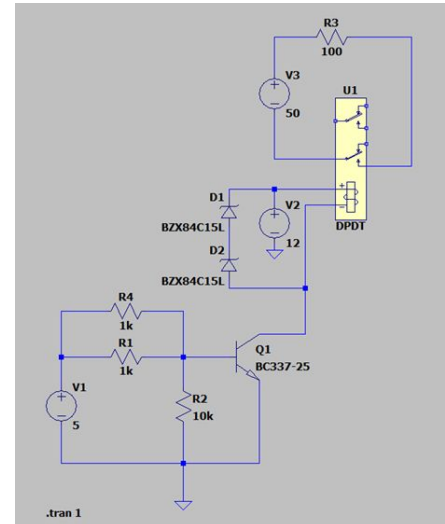 R3
100
V3
50
U1
+
−
DPDT
D1
BZX84C15L
V2
12
D2
BZX84C15L
R4
1k
R1
1k
Q1
BC337-25
V1
5
R2
10k
.tran 1